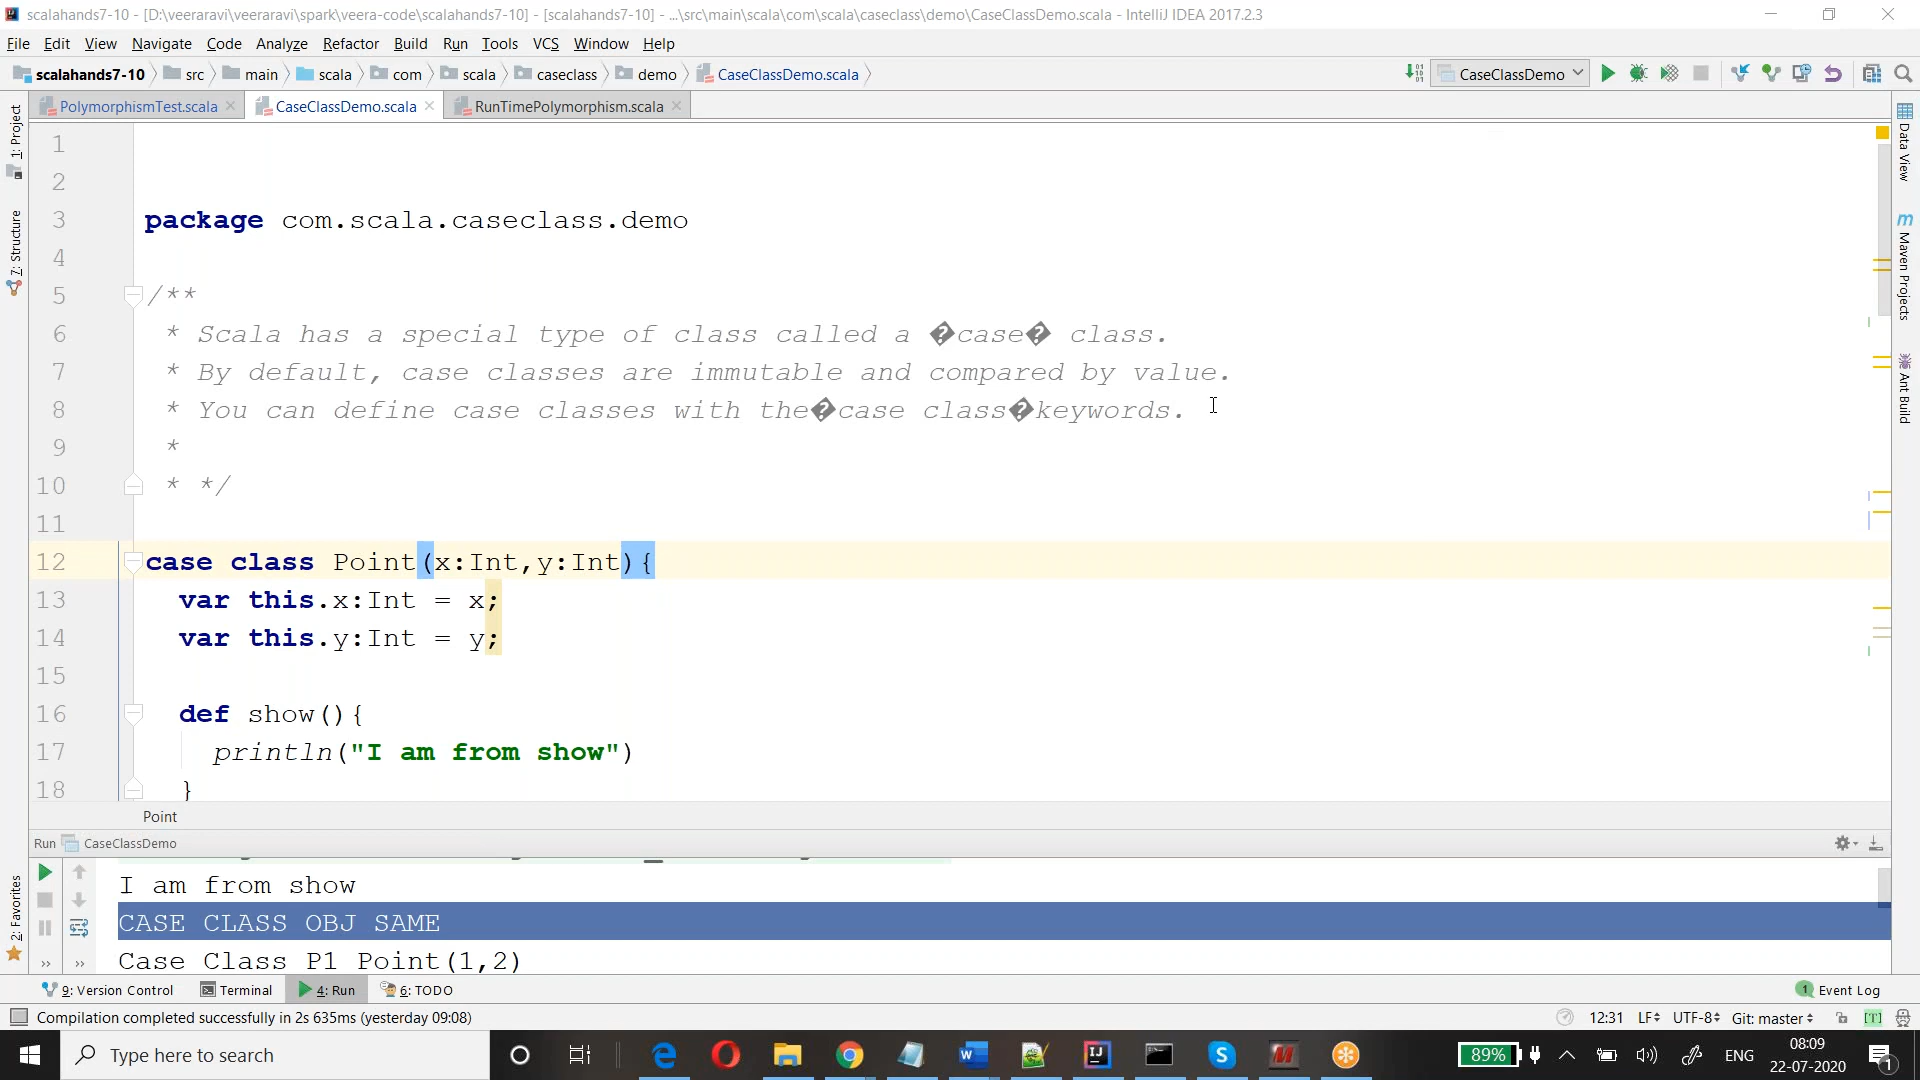 scalahands7-10 - [D:\veeraravi\veeraravi\spark\veera-code\scalahands7-10] - [scalahands7-10] - ...\src\main\scala\com\scala\caseclass\demo\CaseClassDemo.scala - IntelliJ IDEA 2017.2.3
File Edit View Navigate Code Analyze Refactor Build Run Tools VCS Window Help
scalahands7-10 src main scala com scala caseclass demo CaseClassDemo.scala CaseClassDemo
PolymorphismTest.scala CaseClassDemo.scala RunTimePolymorphism.scala
1: Project
7: Structure
2: Favorites
Data View
Maven Projects
Ant Build
1
2
3 package com.scala.caseclass.demo
4
5 /**
6 * Scala has a special type of class called a �case� class.
7 * By default, case classes are immutable and compared by value.
8 * You can define case classes with the�case class�keywords.
9 *
10 * */
11
12 case class Point(x:Int,y:Int){
13 var this.x:Int = x;
14 var this.y:Int = y;
15
16 def show(){
17 println("I am from show")
18 }
Point
Run CaseClassDemo
I am from show
CASE CLASS OBJ SAME
Case Class P1 Point(1,2)
9: Version Control Terminal 4: Run 6: TODO 1 Event Log
Compilation completed successfully in 2s 635ms (yesterday 09:08) 12:31 LF UTF-8 Git: master [T]
Type here to search 89% ENG 08:09
22-07-2020 1